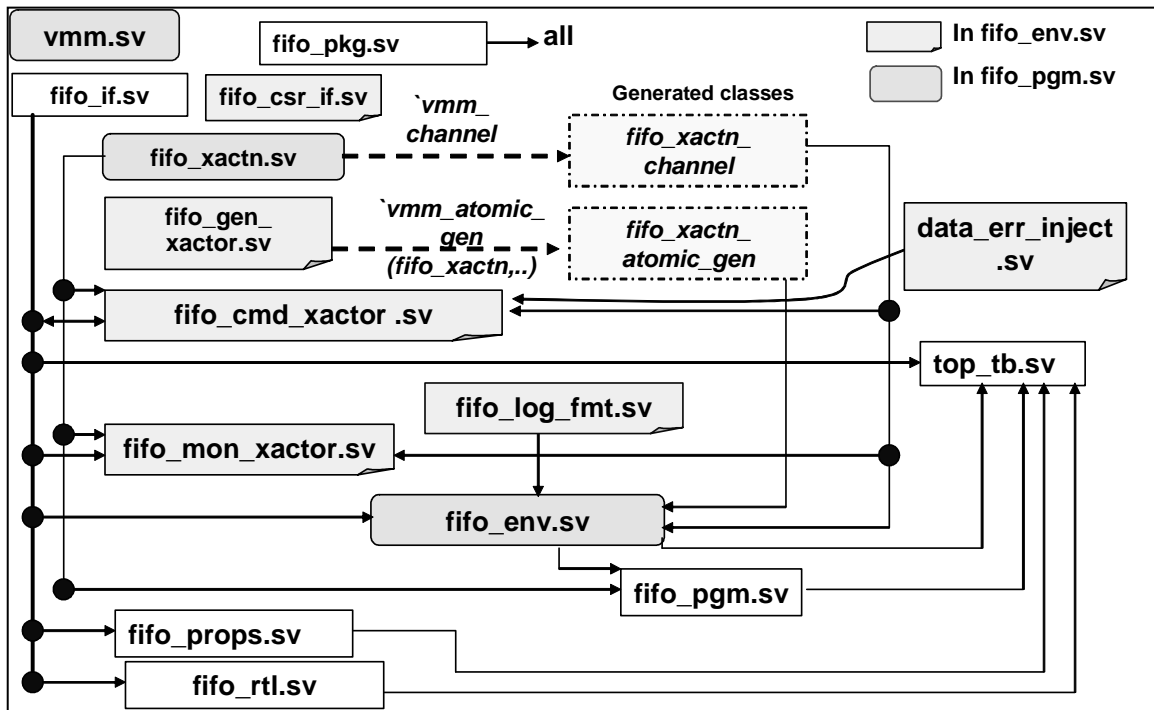 vmm.sv
fifo_pkg.sv
all
In fifo_env.sv
In fifo_pgm.sv
fifo_if.sv
fifo_csr_if.sv
`vmm_
channel
Generated classes
fifo_xactn.sv
fifo_xactn_
channel
fifo_gen_
xactor.sv
`vmm_atomic_
gen
(fifo_xactn,..)
fifo_xactn_
atomic_gen
data_err_inject
.sv
fifo_cmd_xactor .sv
top_tb.sv
fifo_log_fmt.sv
fifo_mon_xactor.sv
fifo_env.sv
fifo_pgm.sv
fifo_props.sv
fifo_rtl.sv